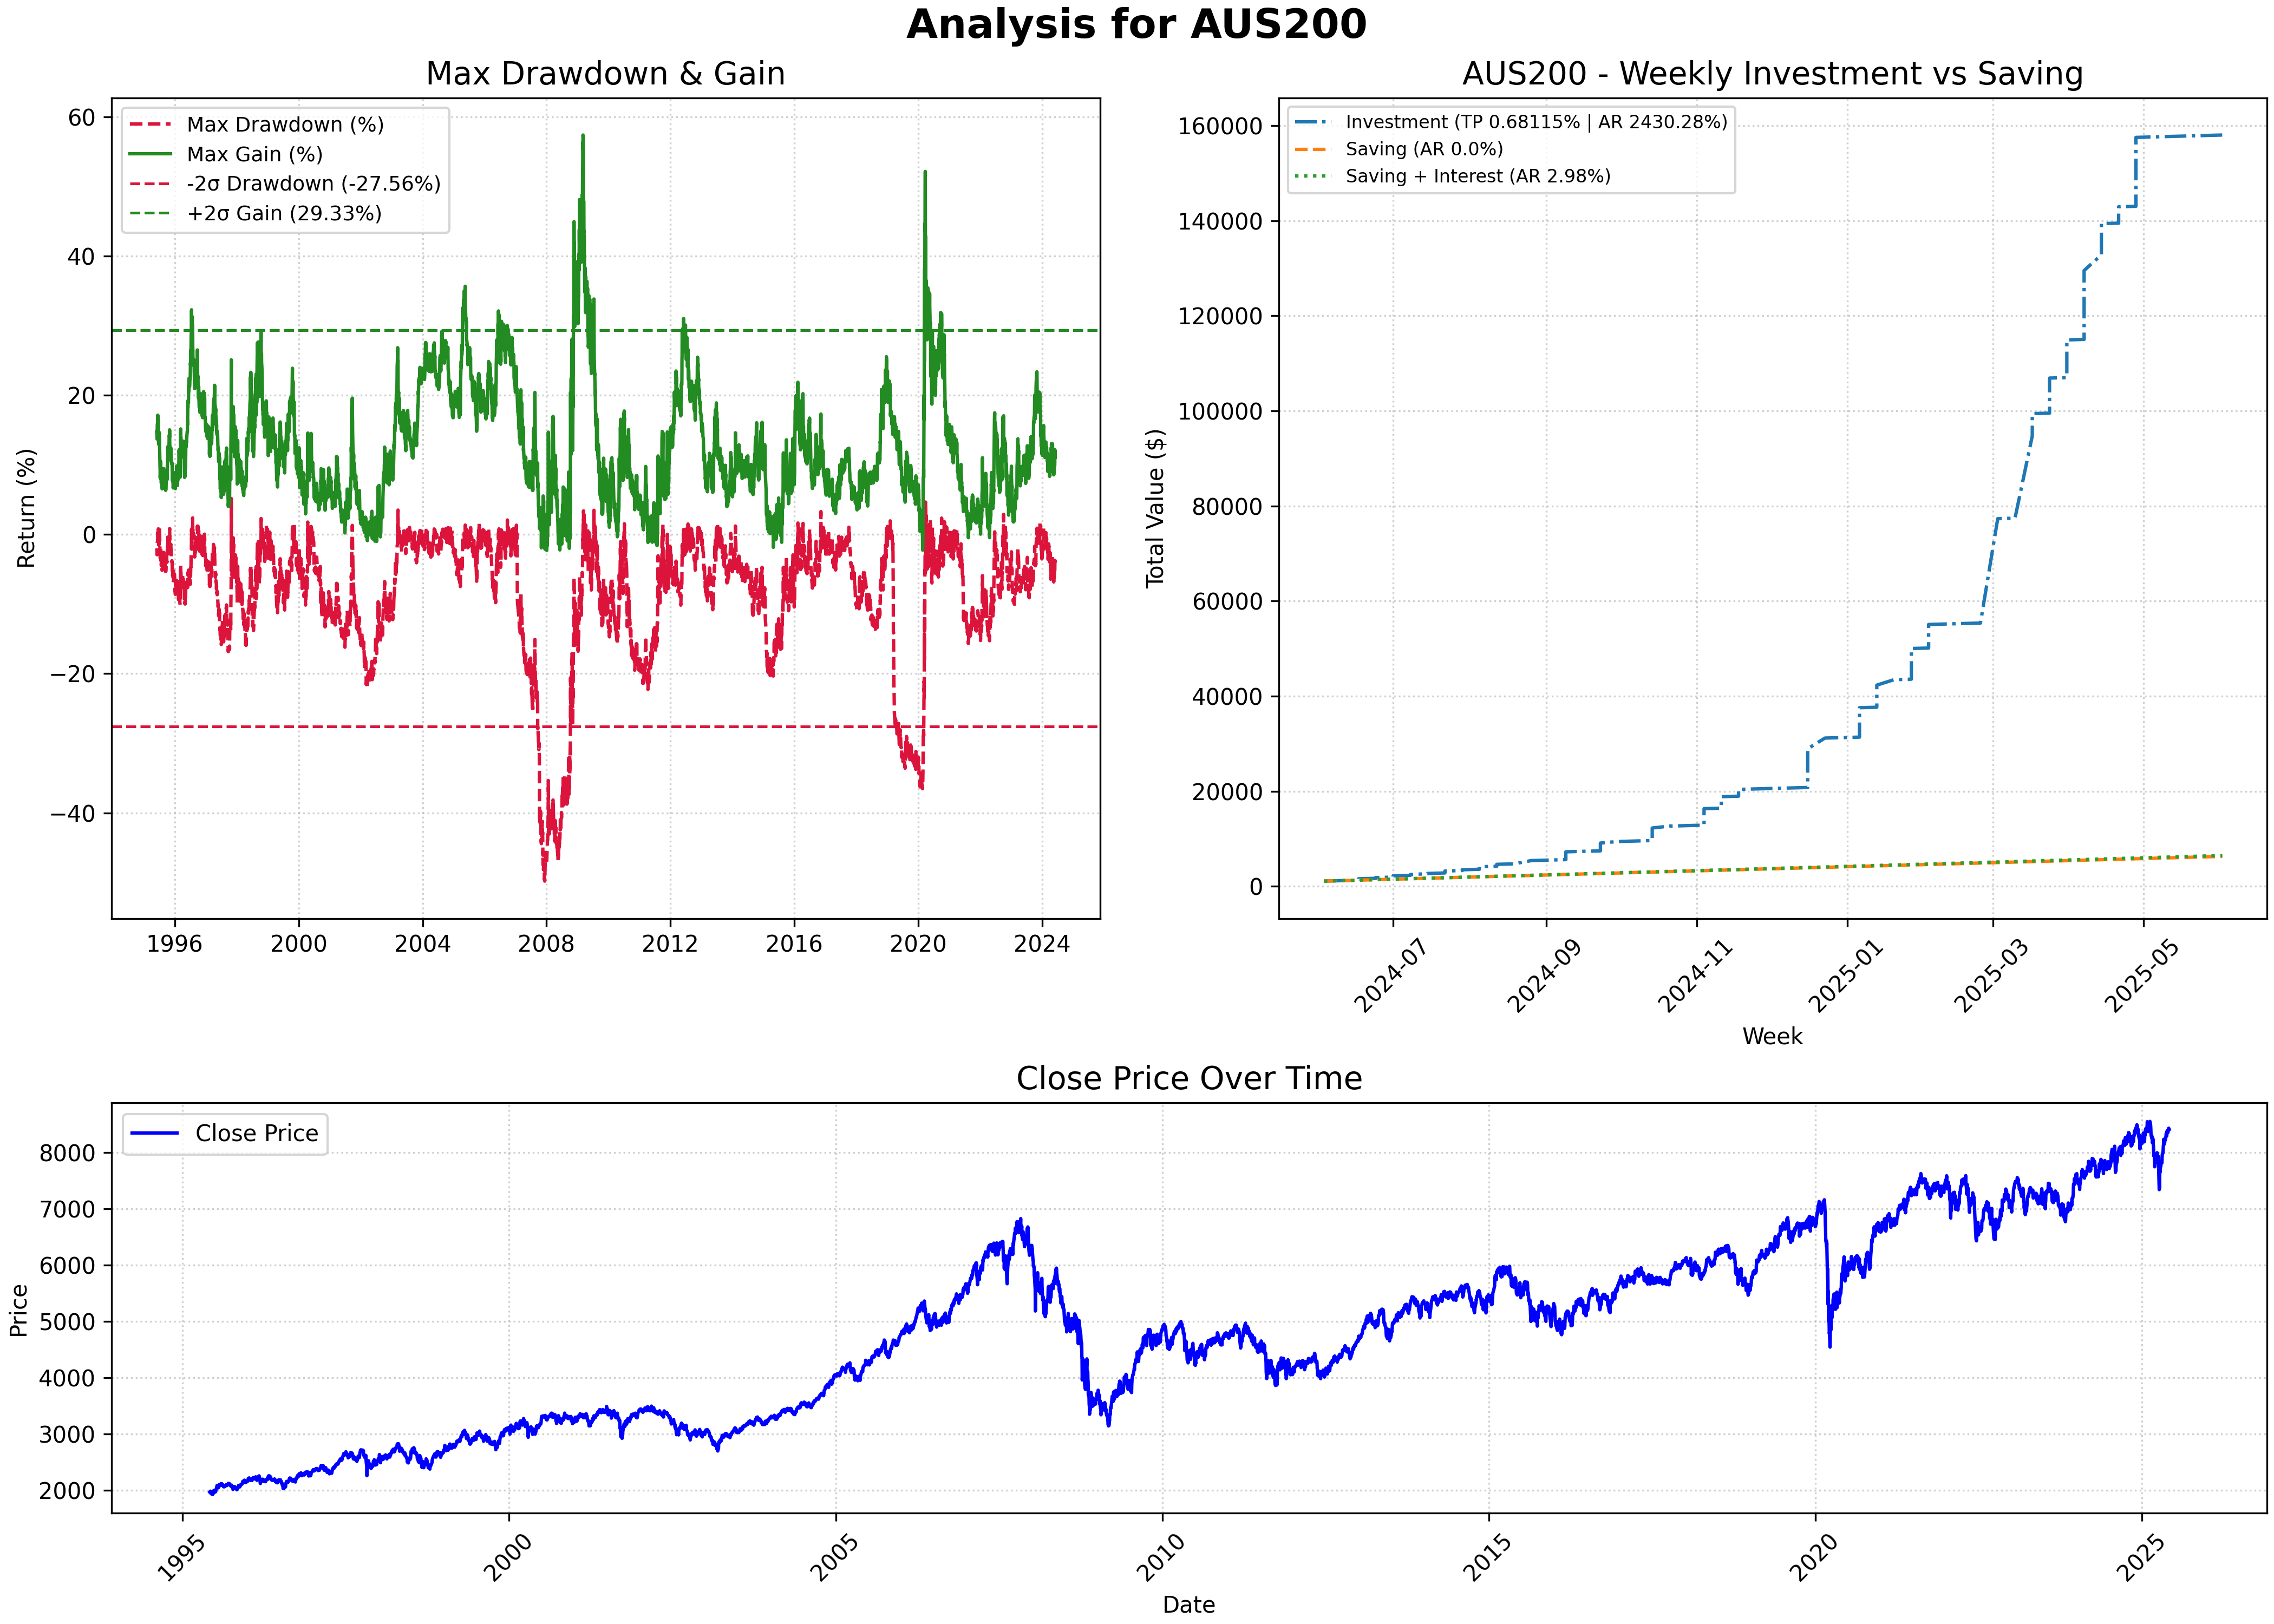 Analysis for AUS200
Max Drawdown & Gain
Max Drawdown (%)
Max Gain (%)
-2σ Drawdown (-27.56%)
+2σ Gain (29.33%)
Return (%)
60
40
20
0
−20
−40
1996 2000 2004 2008 2012 2016 2020 2024
AUS200 - Weekly Investment vs Saving
Investment (TP 0.68115% | AR 2430.28%)
Saving (AR 0.0%)
Saving + Interest (AR 2.98%)
Total Value ($)
160000
140000
120000
100000
80000
60000
40000
20000
0
2024-07 2024-09 2024-11 2025-01 2025-03 2025-05
Week
Close Price Over Time
Close Price
Price
8000
7000
6000
5000
4000
3000
2000
1995 2000 2005 2010 2015 2020 2025
Date